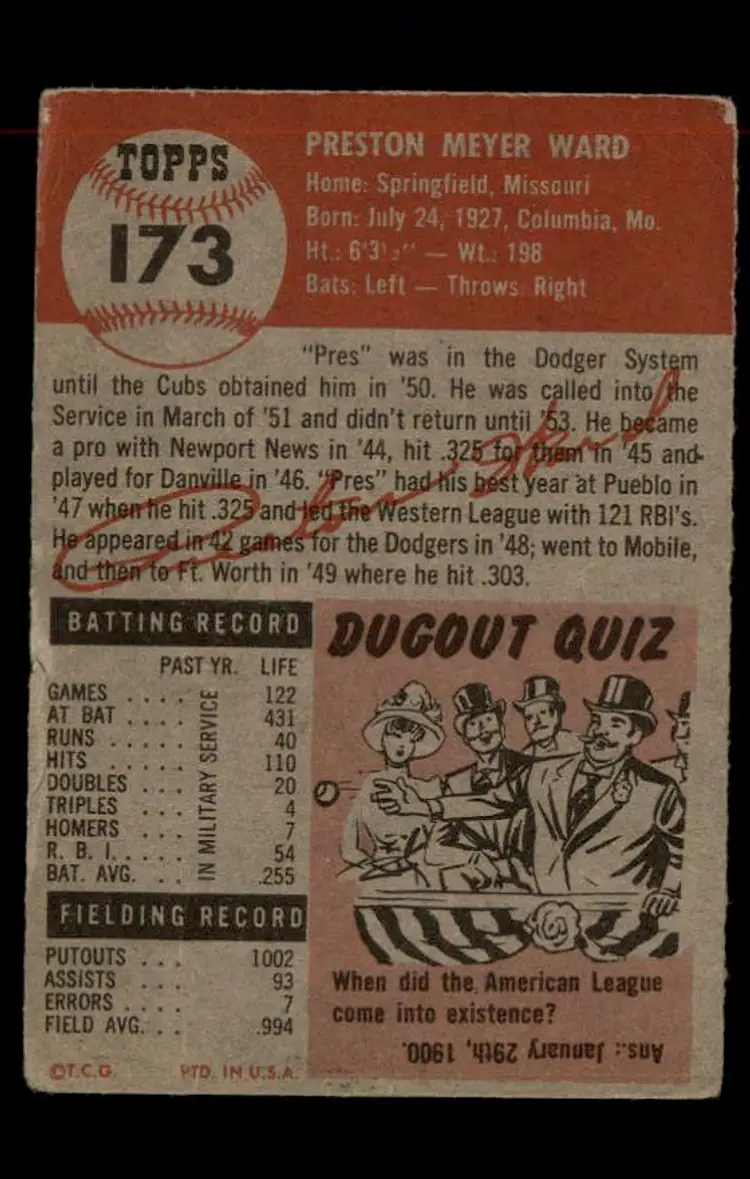 TOPPS
173
PRESTON MEYER WARD
Home: Springfield, Missouri
Born: July 24, 1927, Columbia, Mo.
Ht.: 6'3½" — Wt.: 198
Bats: Left — Throws: Right
"Pres" was in the Dodger System
until the Cubs obtained him in '50. He was called into the
Service in March of '51 and didn't return until '53. He became
a pro with Newport News in '44, hit .325 for them in '45 and
played for Danville in '46. "Pres" had his best year at Pueblo in
'47 when he hit .325 and led the Western League with 121 RBI's.
He appeared in 42 games for the Dodgers in '48; went to Mobile,
and then to Ft. Worth in '49 where he hit .303.
BATTING RECORD
PAST YR. LIFE
GAMES .... 122
AT BAT .... 431
RUNS ..... 40
HITS ..... 110
DOUBLES ... 20
TRIPLES ... 4
HOMERS ... 7
R. B. I. .... 54
BAT. AVG. .. .255
IN MILITARY SERVICE
FIELDING RECORD
PUTOUTS ... 1002
ASSISTS ... 93
ERRORS .... 7
FIELD AVG. .. .994
©T.C.G. PTD. IN U.S.A.
DUGOUT QUIZ
When did the American League
come into existence?
Ans.: January 29th, 1900.